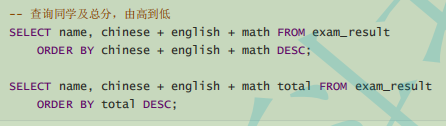 -- 查询同学及总分，由高到低
SELECT name, chinese + english + math FROM exam_result
ORDER BY chinese + english + math DESC;
SELECT name, chinese + english + math total FROM exam_result
ORDER BY total DESC;